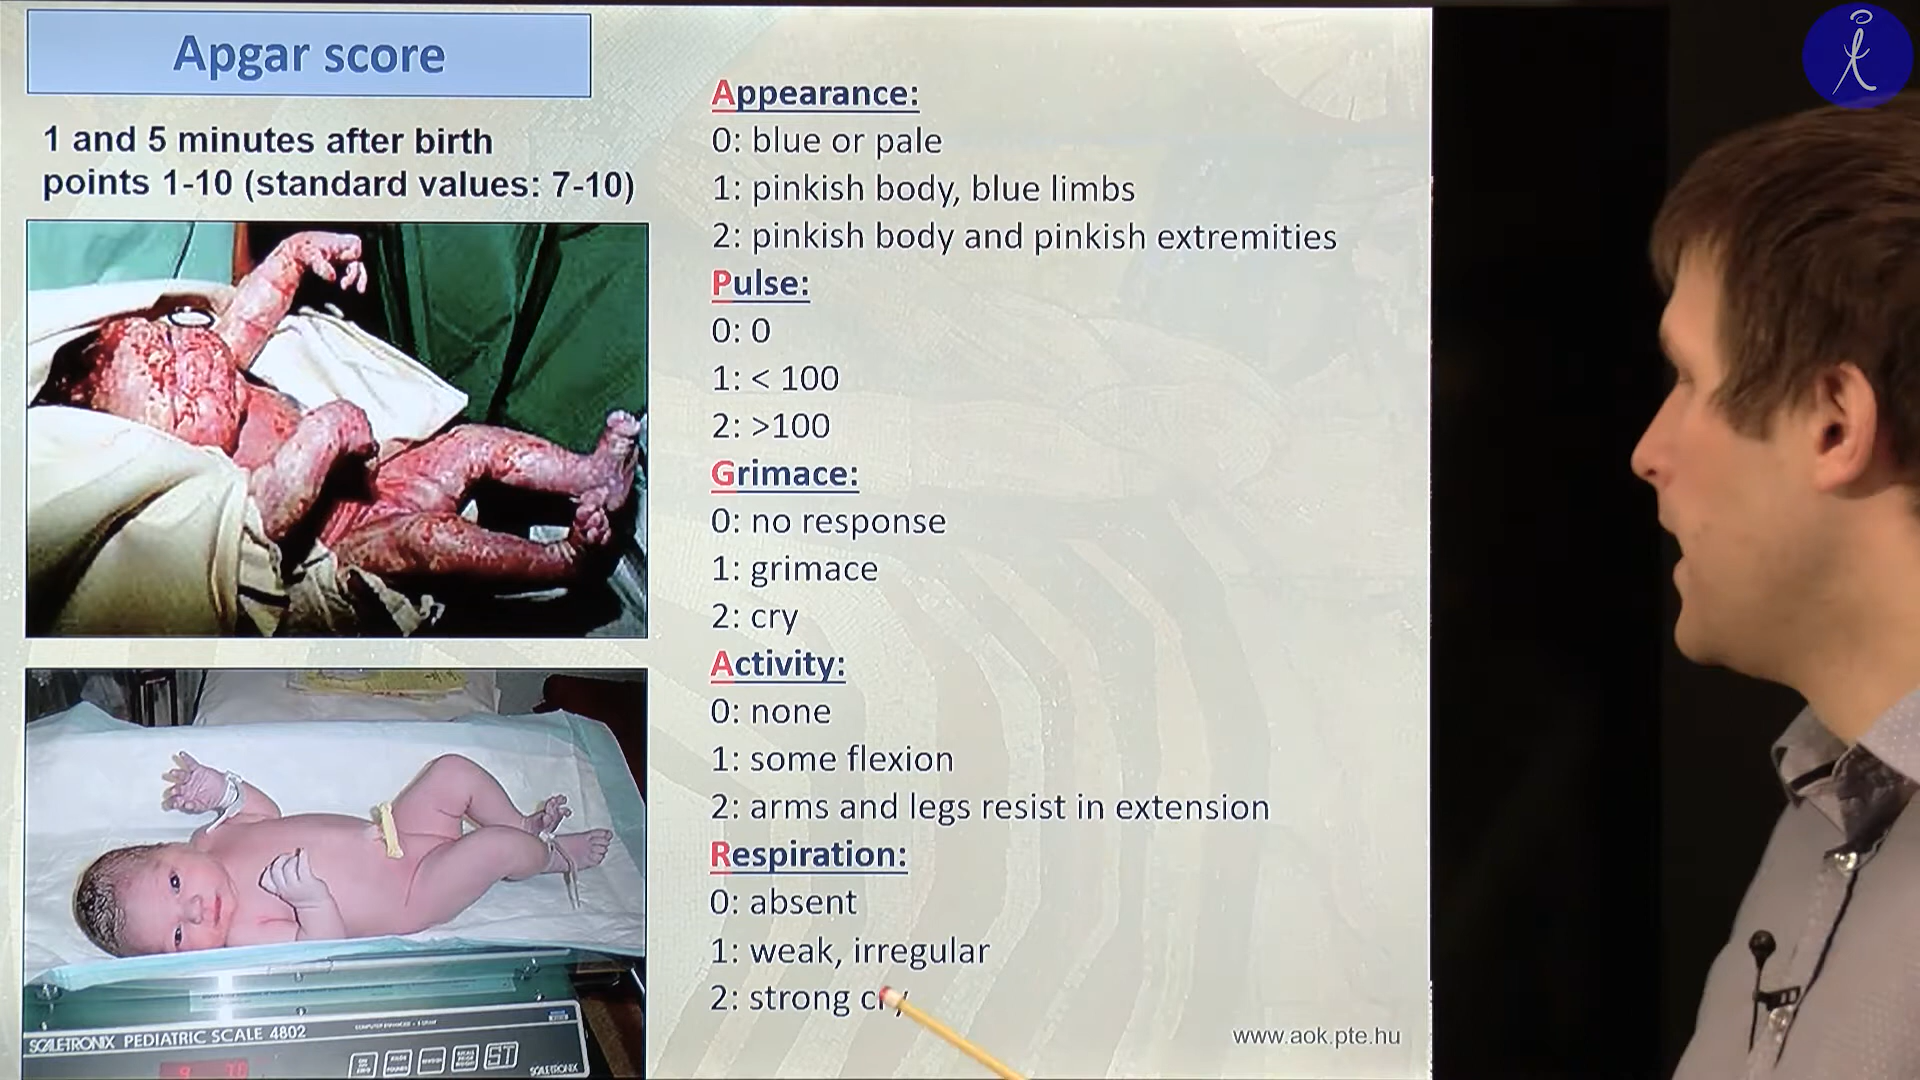 Apgar score
1 and 5 minutes after birth
points 1-10 (standard values: 7-10)
Appearance:
0: blue or pale
1: pinkish body, blue limbs
2: pinkish body and pinkish extremities
Pulse:
0: 0
1: < 100
2: >100
Grimace:
0: no response
1: grimace
2: cry
Activity:
0: none
1: some flexion
2: arms and legs resist in extension
Respiration:
0: absent
1: weak, irregular
2: strong cry
www.aok.pte.hu
SCALETRONIX PEDIATRIC SCALE 4802
ST
SCALETRONIX